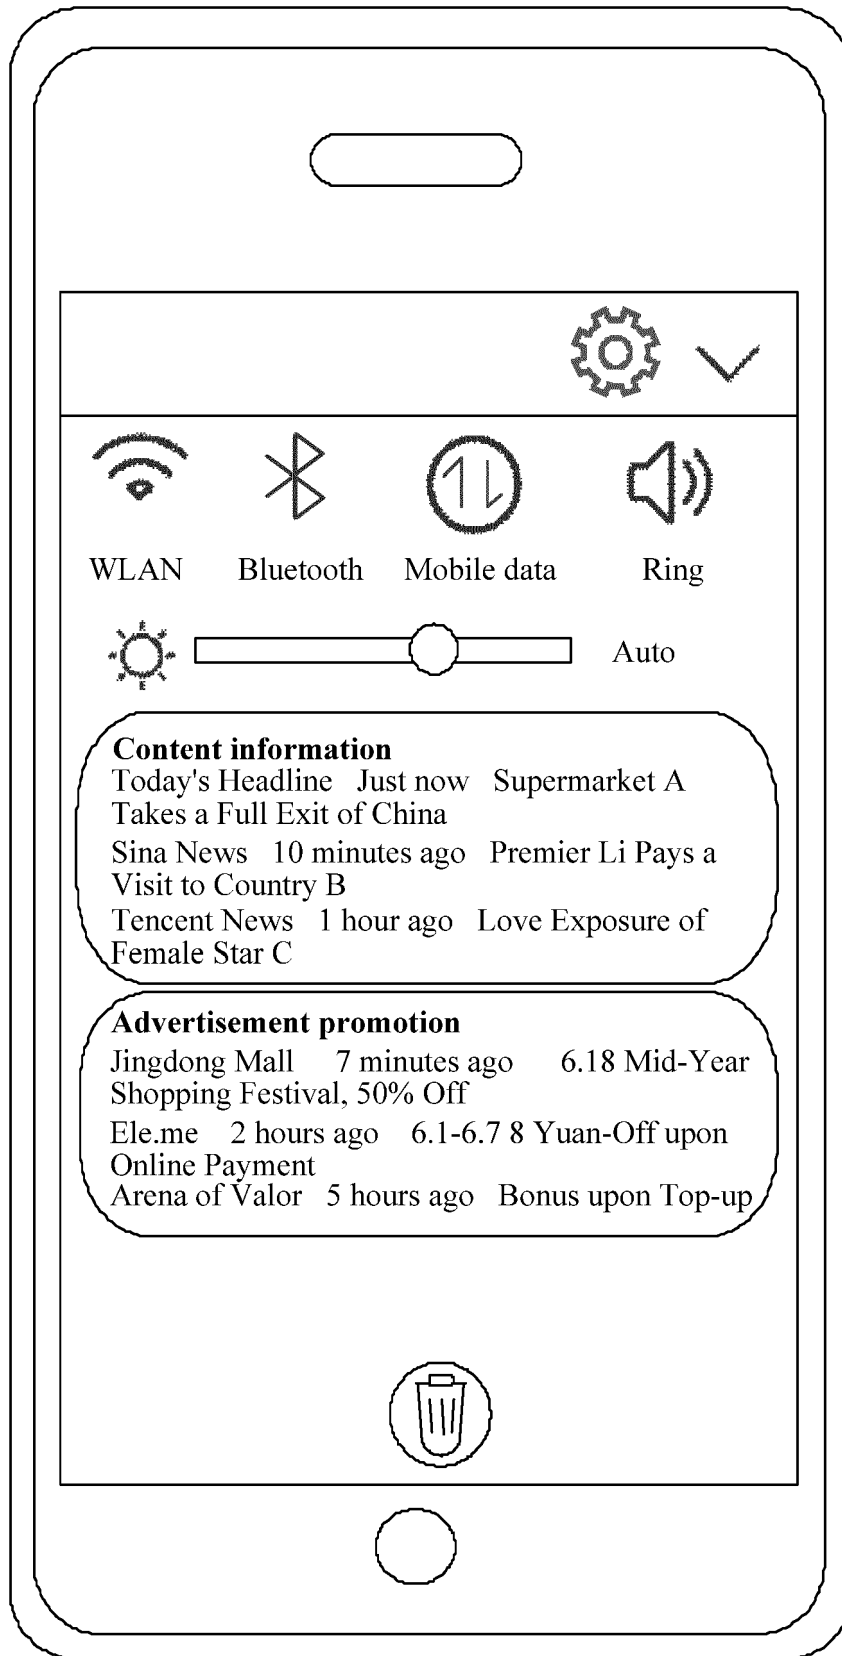 WLAN Bluetooth Mobile data Ring
Auto
Content information
Today's Headline Just now Supermarket A
Takes a Full Exit of China
Sina News 10 minutes ago Premier Li Pays a
Visit to Country B
Tencent News 1 hour ago Love Exposure of
Female Star C
Advertisement promotion
Jingdong Mall 7 minutes ago 6.18 Mid-Year
Shopping Festival, 50% Off
Ele.me 2 hours ago 6.1-6.7 8 Yuan-Off upon
Online Payment
Arena of Valor 5 hours ago Bonus upon Top-up